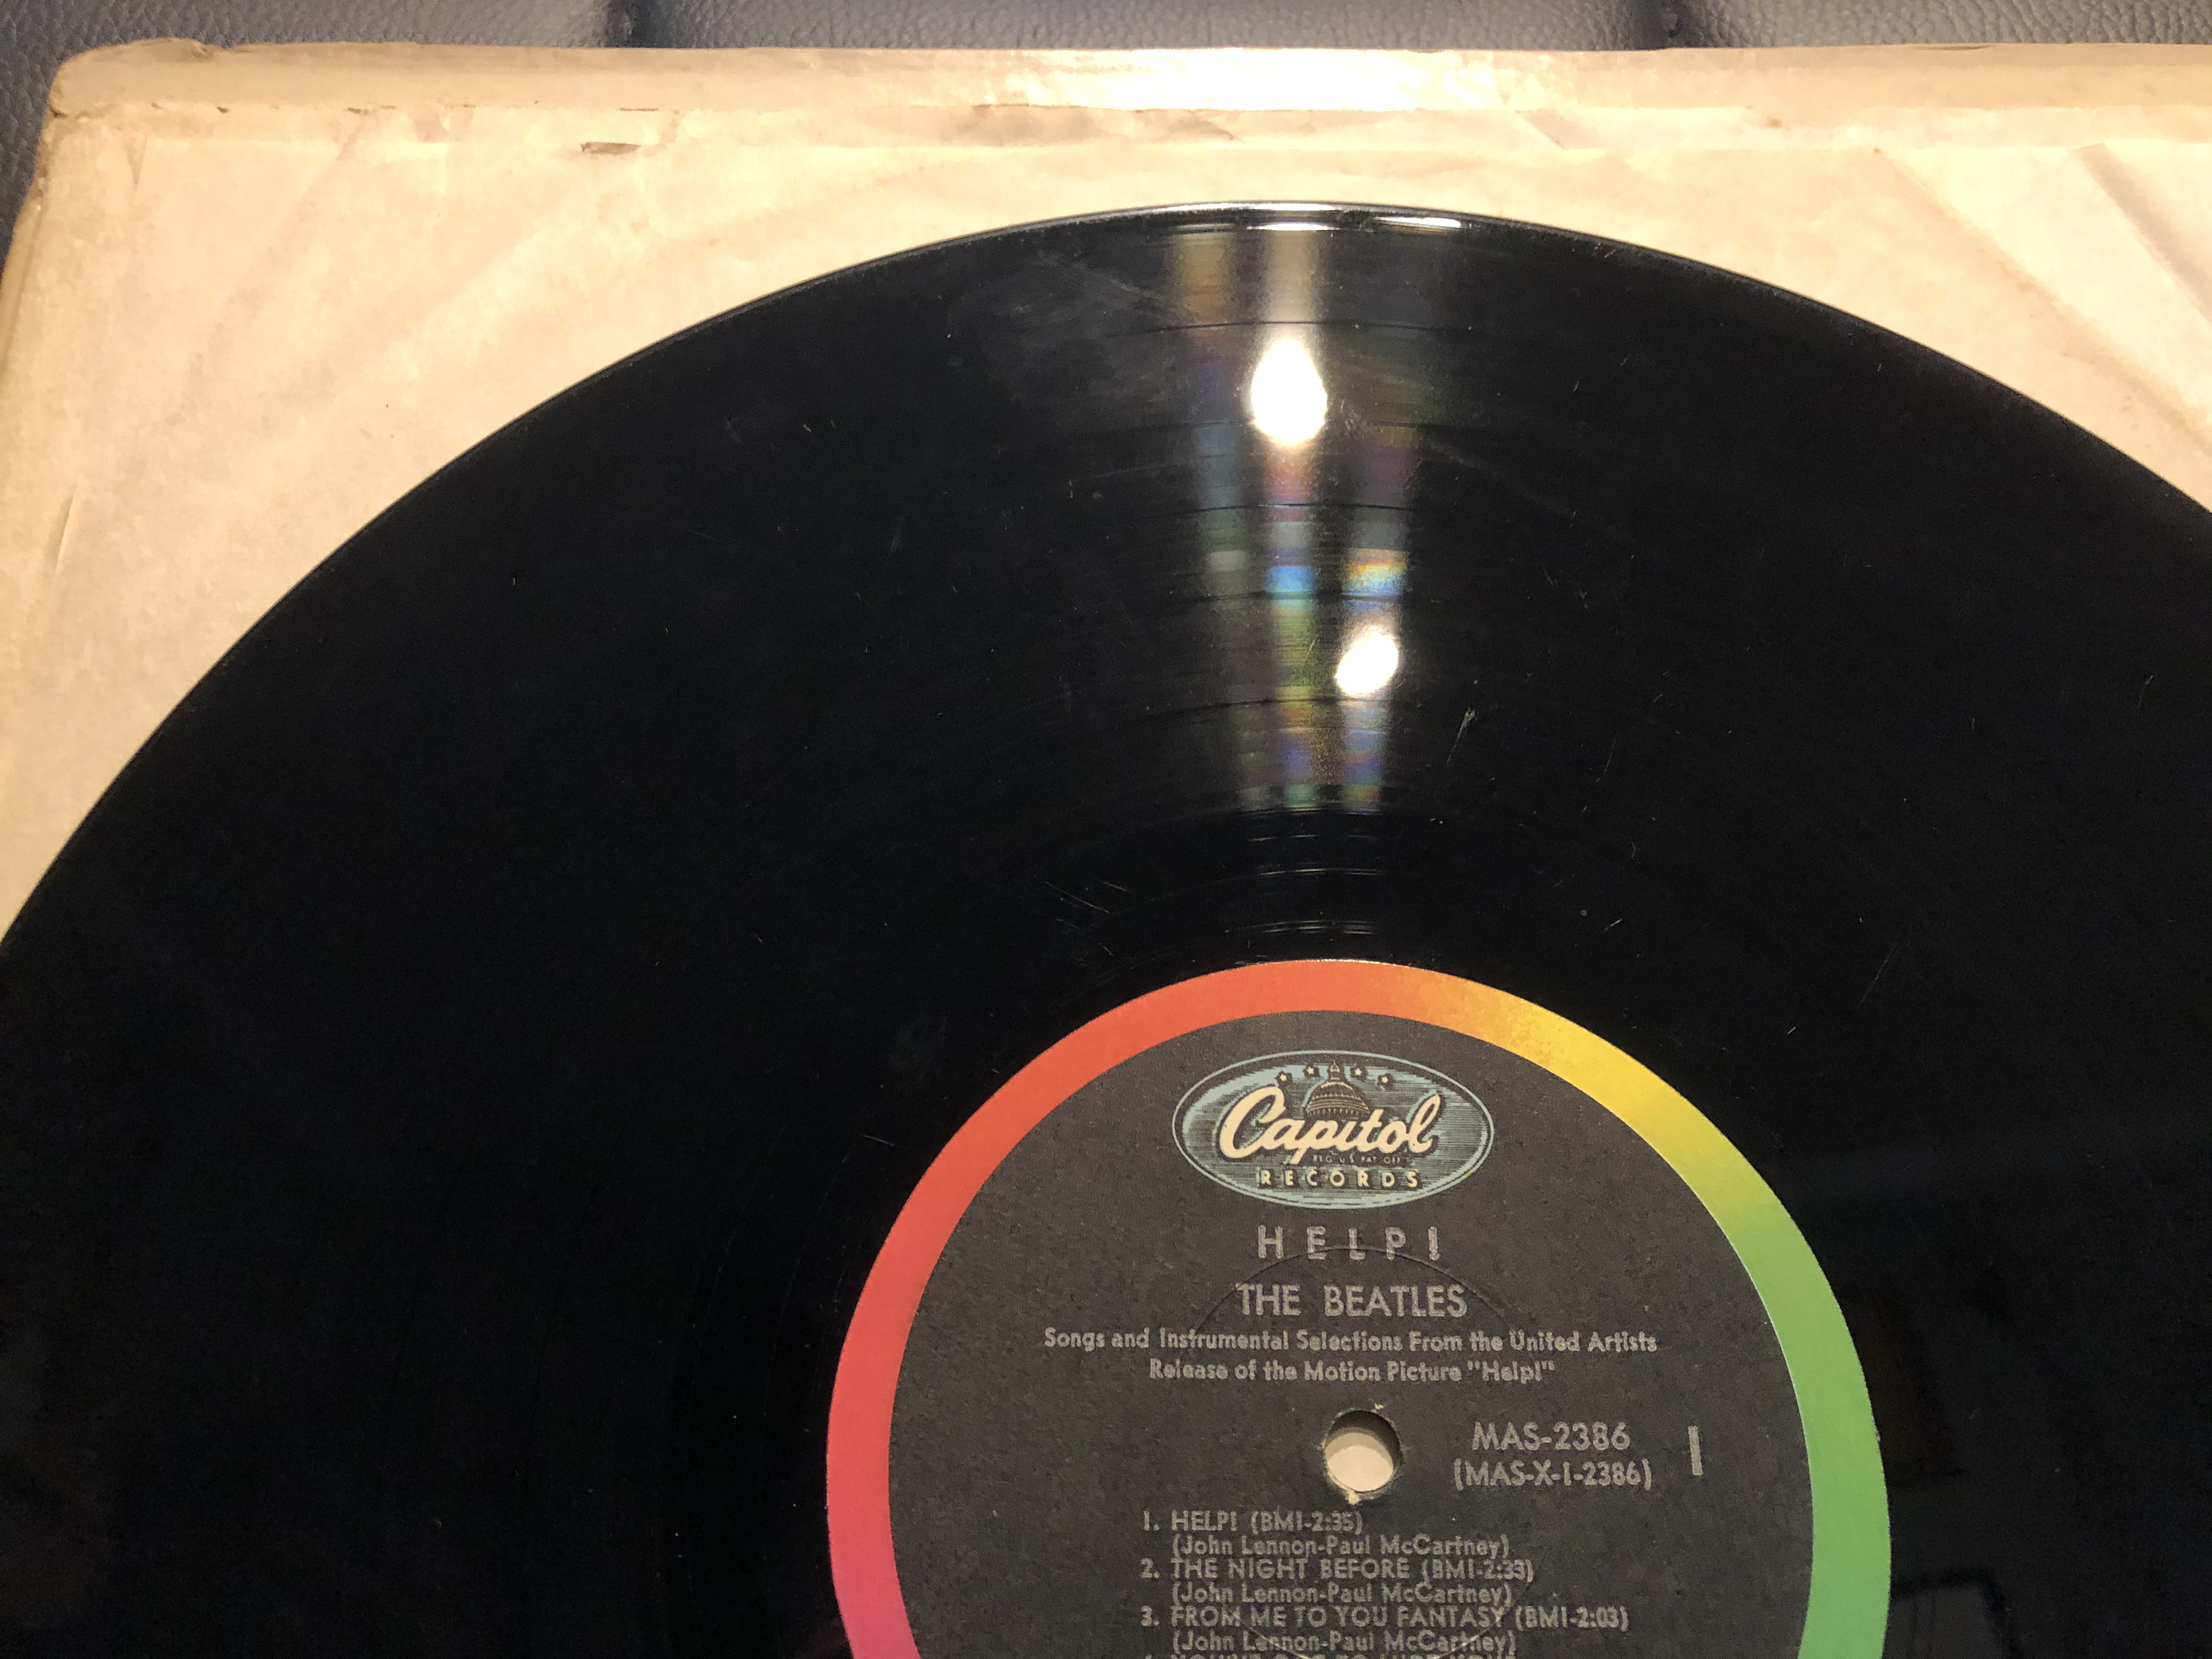 Capitol
REG. U.S. PAT. OFF.
RECORDS
HELP!
THE BEATLES
Songs and Instrumental Selections From the United Artists
Release of the Motion Picture "Help!"
MAS-2386
(MAS-X-1-2386)
1
1. HELP! (BMI-2:35)
(John Lennon-Paul McCartney)
2. THE NIGHT BEFORE (BMI-2:33)
(John Lennon-Paul McCartney)
3. FROM ME TO YOU FANTASY (BMI-2:03)
(John Lennon-Paul McCartney)